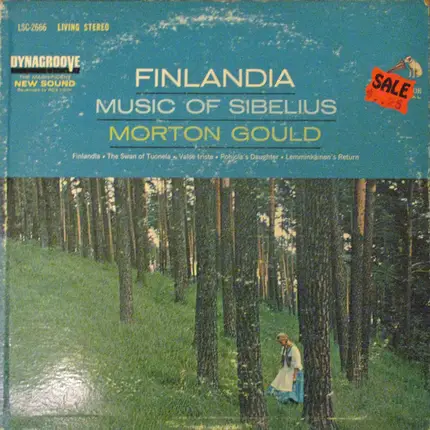 LSC-2666 LIVING STEREO
DYNAGROOVE
NEW SOUND
SALE
FINLANDIA
MUSIC OF SIBELIUS
MORTON GOULD
Finlandia • The Swan of Tuonela • Valse triste • Pohjola's Daughter • Lemminkäinen's Return